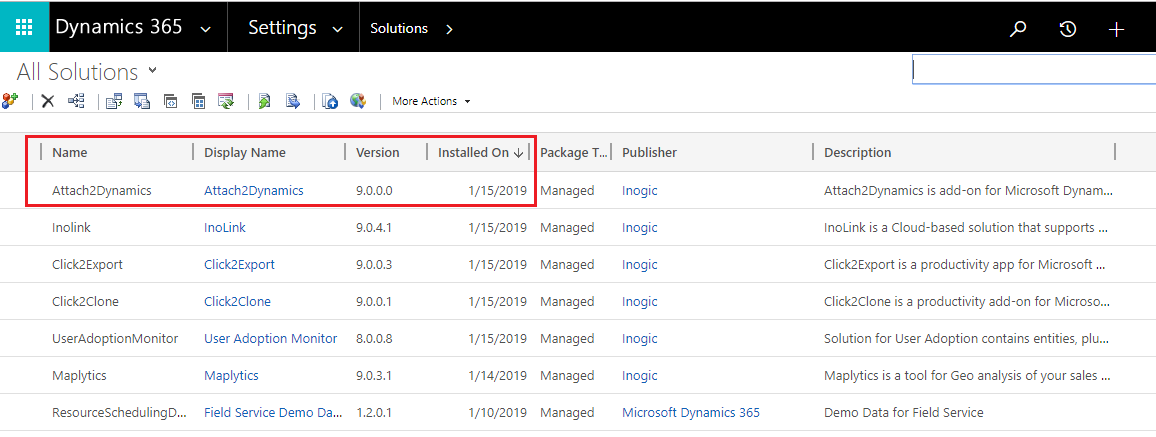 Dynamics 365 Settings Solutions
All Solutions
More Actions
Name Display Name Version Installed On Package T... Publisher Description
Attach2Dynamics Attach2Dynamics 9.0.0.0 1/15/2019 Managed Inogic Attach2Dynamics is add-on for Microsoft Dynam...
Inolink InoLink 9.0.4.1 1/15/2019 Managed Inogic InoLink is a Cloud-based solution that supports ...
Click2Export Click2Export 9.0.0.3 1/15/2019 Managed Inogic Click2Export is a productivity app for Microsoft ...
Click2Clone Click2Clone 9.0.0.1 1/15/2019 Managed Inogic Click2Clone is a productivity add-on for Microso...
UserAdoptionMonitor User Adoption Monitor 8.0.0.8 1/15/2019 Managed Inogic Solution for User Adoption contains entities, plu...
Maplytics Maplytics 9.0.3.1 1/14/2019 Managed Inogic Maplytics is a tool for Geo analysis of your sales ...
ResourceSchedulingD... Field Service Demo Da... 1.2.0.1 1/10/2019 Managed Microsoft Dynamics 365 Demo Data for Field Service